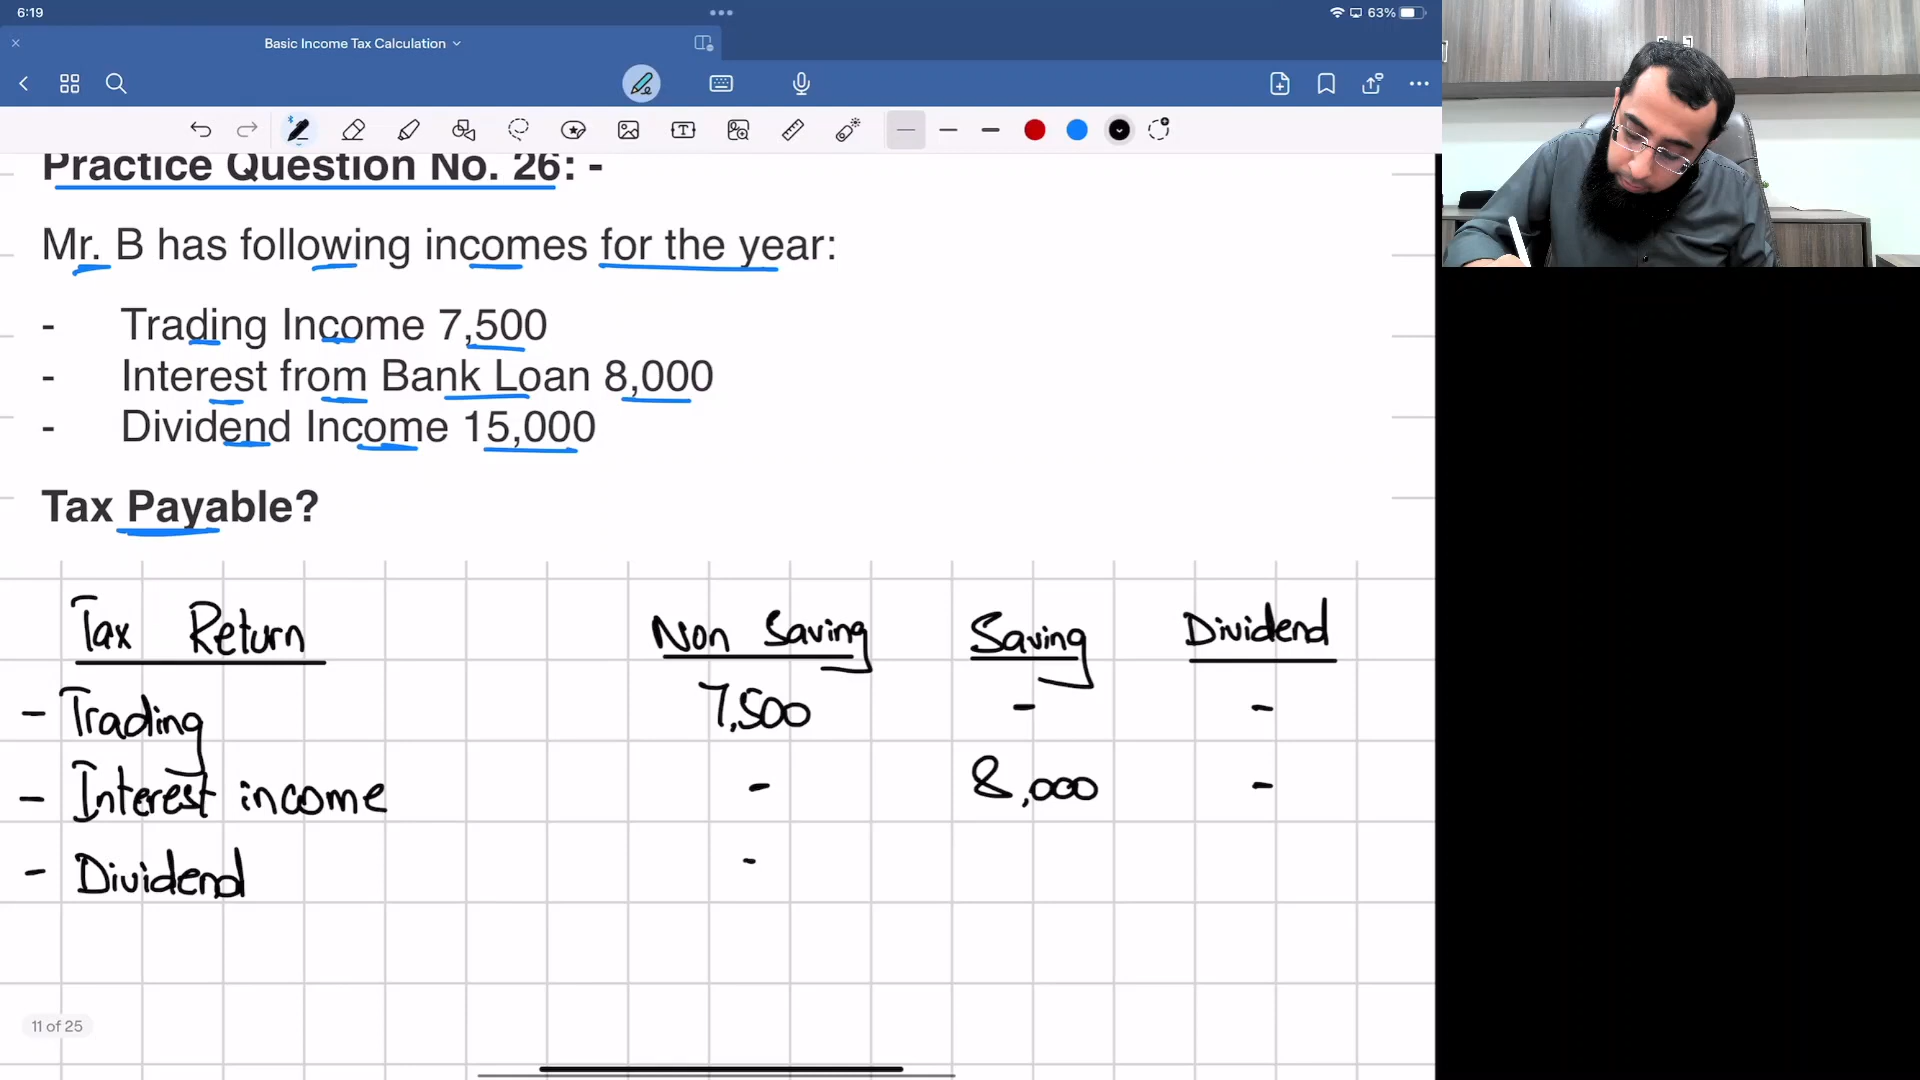 6:19
63%
Basic Income Tax Calculation
Practice Question No. 26: -
Mr. B has following incomes for the year:
- Trading Income 7,500
- Interest from Bank Loan 8,000
- Dividend Income 15,000
Tax Payable?
Tax Return Non Saving Saving Dividend
- Trading 7,500 - -
- Interest income - 8,000 -
- Dividend -
11 of 25